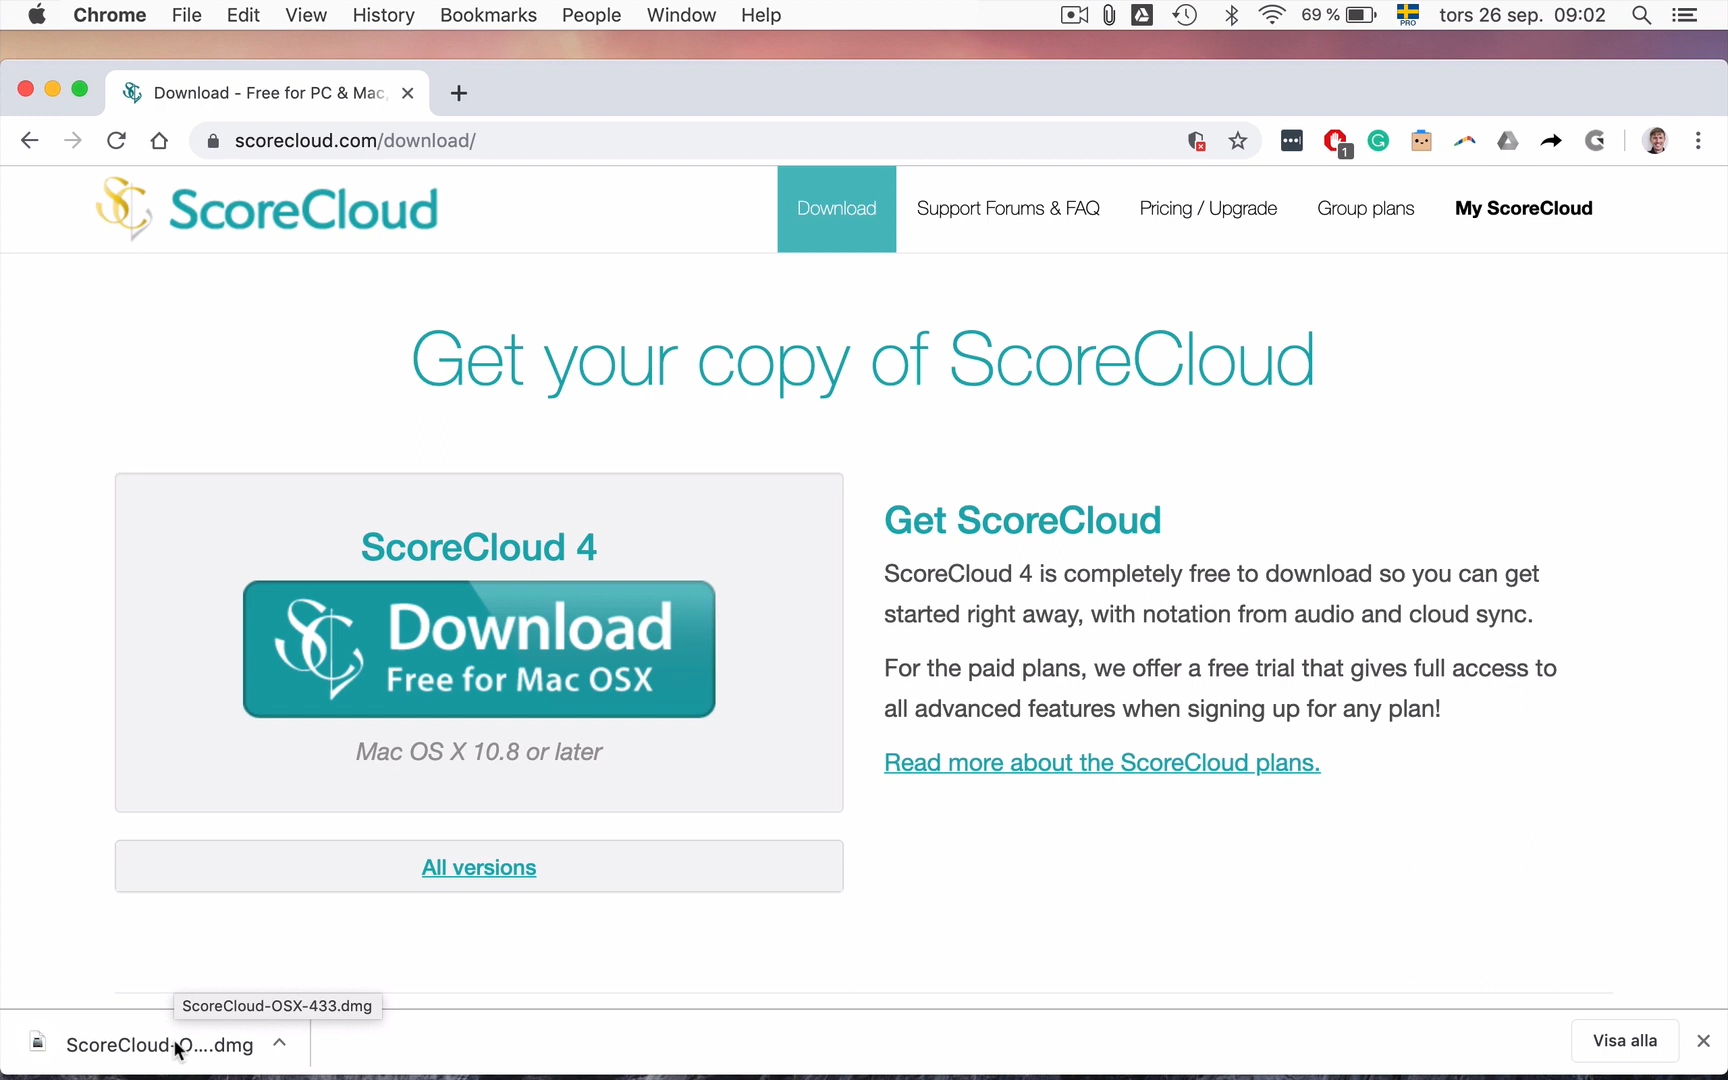 Chrome File Edit View History Bookmarks People Window Help 69 % PRO tors 26 sep. 09:02
Download - Free for PC & Mac,
scorecloud.com/download/ 1
ScoreCloud Download Support Forums & FAQ Pricing / Upgrade Group plans My ScoreCloud
Get your copy of ScoreCloud
ScoreCloud 4
Download
Free for Mac OSX
Mac OS X 10.8 or later
All versions
Get ScoreCloud
ScoreCloud 4 is completely free to download so you can get
started right away, with notation from audio and cloud sync.
For the paid plans, we offer a free trial that gives full access to
all advanced features when signing up for any plan!
Read more about the ScoreCloud plans.
ScoreCloud-OSX-433.dmg
ScoreCloud-O....dmg Visa alla